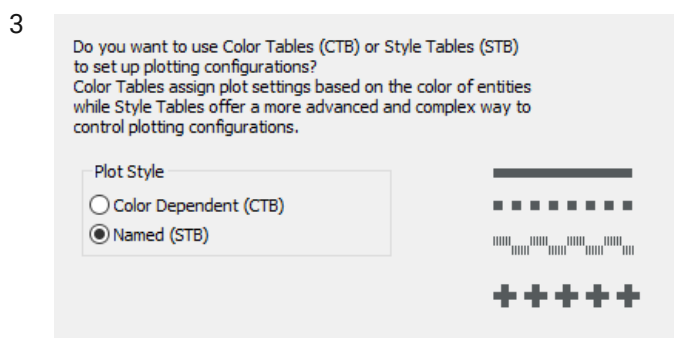 3
Do you want to use Color Tables (CTB) or Style Tables (STB)
to set up plotting configurations?
Color Tables assign plot settings based on the color of entities
while Style Tables offer a more advanced and complex way to
control plotting configurations.
Plot Style
Color Dependent (CTB)
Named (STB)